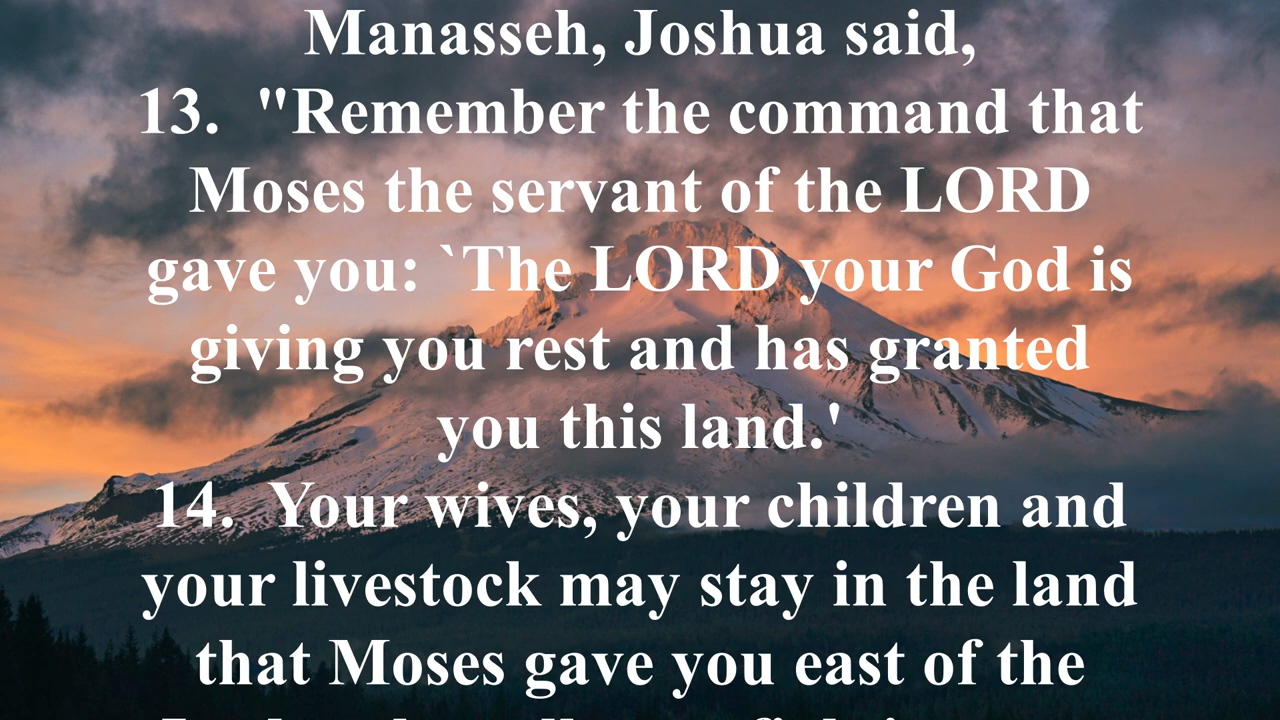 Manasseh, Joshua said,
13. "Remember the command that
Moses the servant of the LORD
gave you: `The LORD your God is
giving you rest and has granted
you this land.'
14. Your wives, your children and
your livestock may stay in the land
that Moses gave you east of the